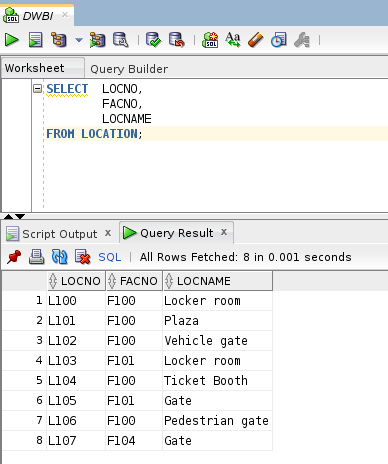 DWBI
SQL
Worksheet Query Builder
SELECT LOCNO,
FACNO,
LOCNAME
FROM LOCATION;
Script Output x Query Result x
SQL | All Rows Fetched: 8 in 0.001 seconds
LOCNO FACNO LOCNAME
1 L100 F100 Locker room
2 L101 F100 Plaza
3 L102 F100 Vehicle gate
4 L103 F101 Locker room
5 L104 F100 Ticket Booth
6 L105 F101 Gate
7 L106 F100 Pedestrian gate
8 L107 F104 Gate